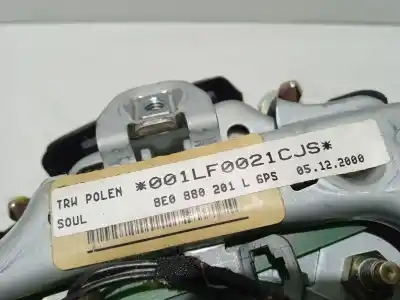 TRW POLEN *001LF0021CJS*
SOUL 8E0 880 201 L GPS 05.12.2000